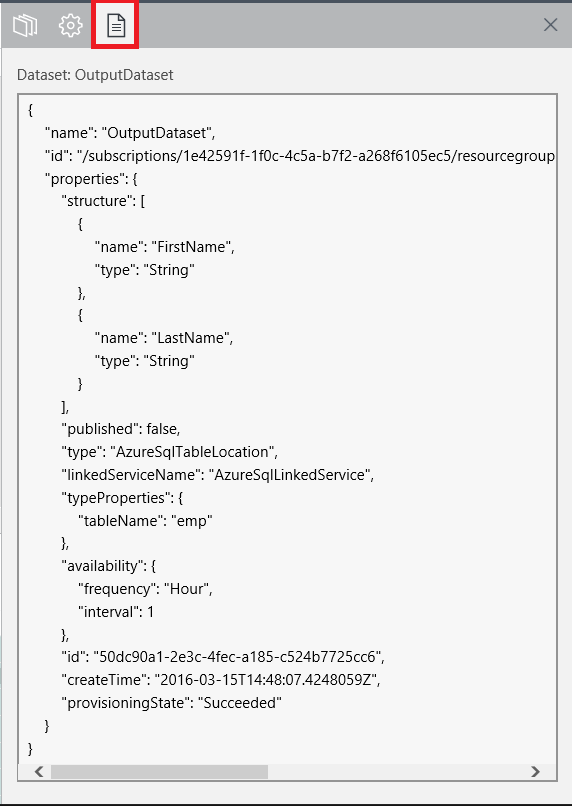 Dataset: OutputDataset
{
"name": "OutputDataset",
"id": "/subscriptions/1e42591f-1f0c-4c5a-b7f2-a268f6105ec5/resourcegroup
"properties": {
"structure": [
{
"name": "FirstName",
"type": "String"
},
{
"name": "LastName",
"type": "String"
}
],
"published": false,
"type": "AzureSqlTableLocation",
"linkedServiceName": "AzureSqlLinkedService",
"typeProperties": {
"tableName": "emp"
},
"availability": {
"frequency": "Hour",
"interval": 1
},
"id": "50dc90a1-2e3c-4fec-a185-c524b7725cc6",
"createTime": "2016-03-15T14:48:07.4248059Z",
"provisioningState": "Succeeded"
}
}